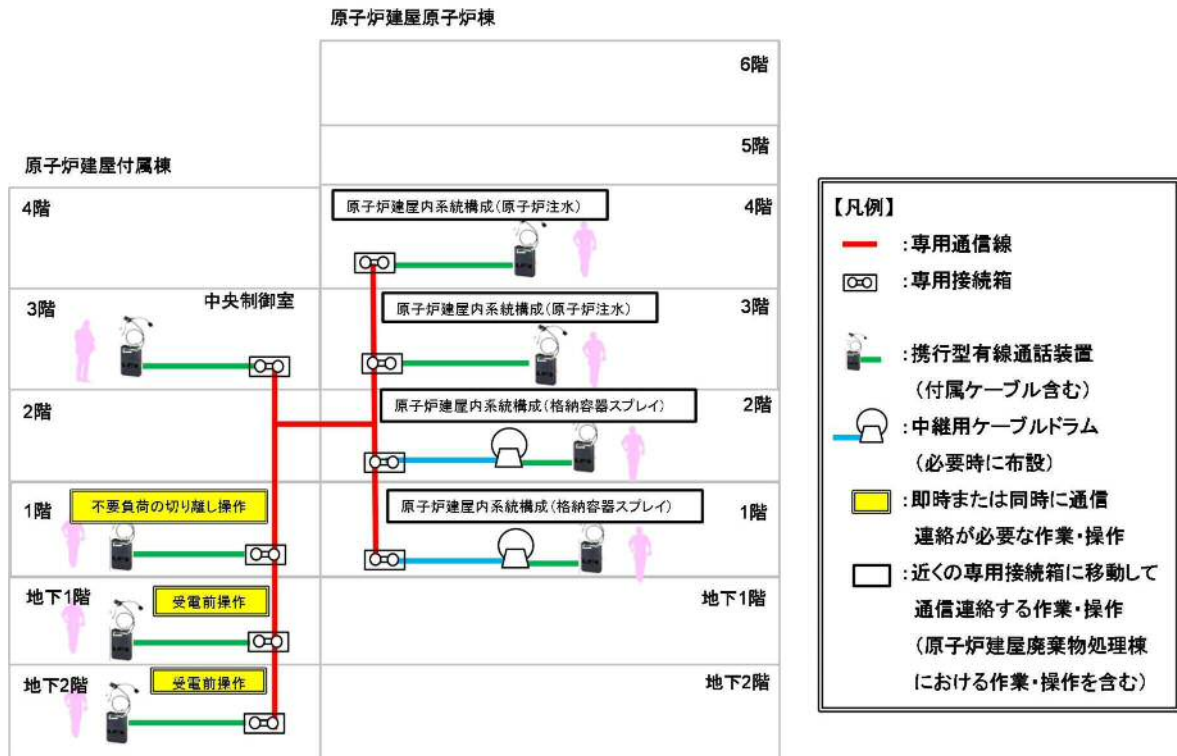 原子炉建屋原子炉棟
6階
5階
原子炉建屋付属棟
4階
原子炉建屋内系統構成(原子炉注水)
4階
3階
中央制御室
原子炉建屋内系統構成(原子炉注水)
3階
2階
原子炉建屋内系統構成(格納容器スプレイ)
2階
1階
不要負荷の切り離し操作
原子炉建屋内系統構成(格納容器スプレイ)
1階
地下1階
受電前操作
地下1階
地下2階
受電前操作
地下2階
【凡例】
:専用通信線
:専用接続箱
:携行型有線通話装置
(付属ケーブル含む)
:中継用ケーブルドラム
(必要時に布設)
:即時または同時に通信
連絡が必要な作業・操作
:近くの専用接続箱に移動して
通信連絡する作業・操作
(原子炉建屋廃棄物処理棟
における作業・操作を含む)